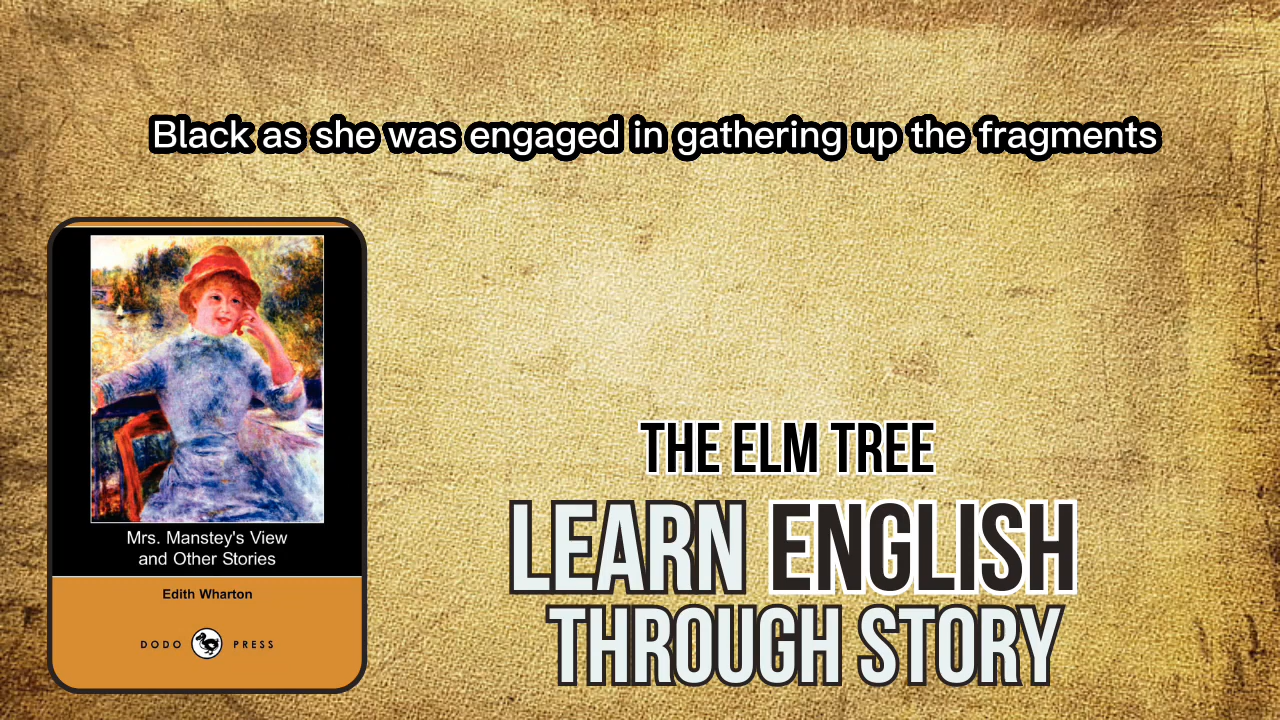 Black as she was engaged in gathering up the fragments
Mrs. Manstey's View
and Other Stories
Edith Wharton
DODO PRESS
THE ELM TREE
LEARN ENGLISH
THROUGH STORY